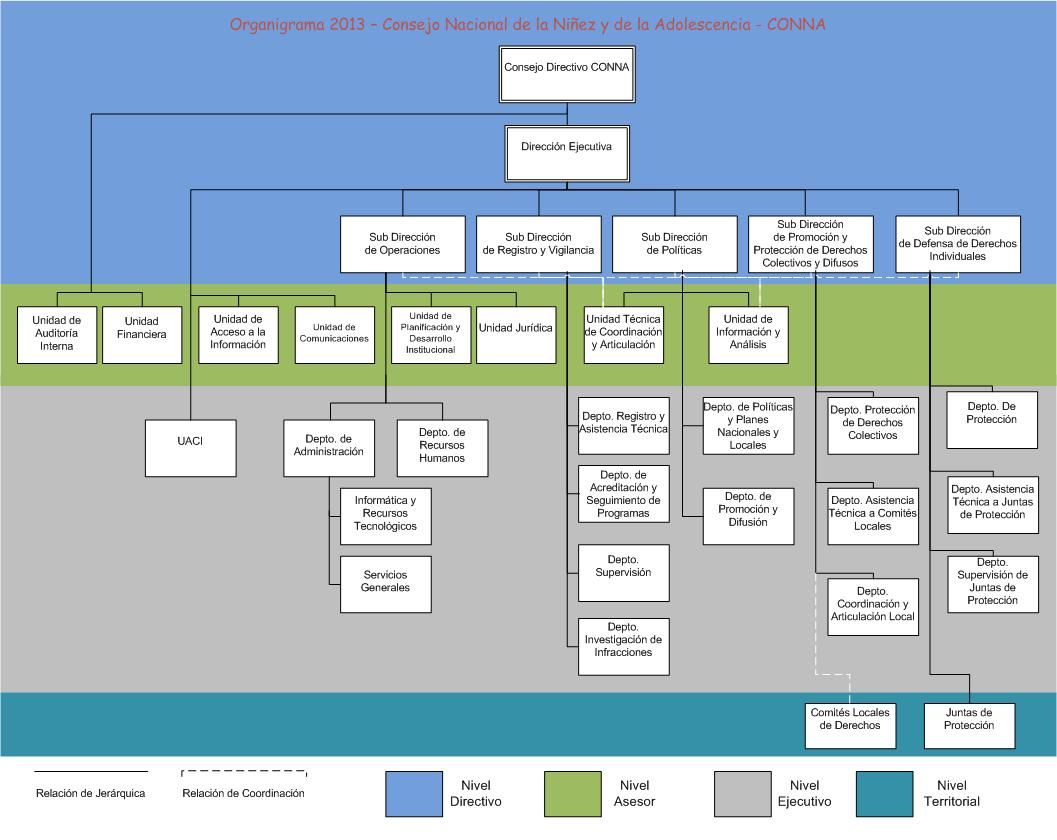 Organigrama 2013 – Consejo Nacional de la Niñez y de la Adolescencia - CONNA
Consejo Directivo CONNA
Dirección Ejecutiva
Sub Dirección
de Operaciones
Sub Dirección
de Registro y Vigilancia
Sub Dirección
de Políticas
Sub Dirección
de Promoción y
Protección de Derechos
Colectivos y Difusos
Sub Dirección
de Defensa de Derechos
Individuales
Unidad de
Auditoría
Interna
Unidad
Financiera
Unidad de
Acceso a la
Información
Unidad de
Comunicaciones
Unidad de
Planificación y
Desarrollo
Institucional
Unidad Jurídica
Unidad Técnica
de Coordinación
y Articulación
Unidad de
Información y
Análisis
UACI
Depto. de
Administración
Depto. de
Recursos
Humanos
Informática y
Recursos
Tecnológicos
Servicios
Generales
Depto. Registro y
Asistencia Técnica
Depto. de
Acreditación y
Seguimiento de
Programas
Depto.
Supervisión
Depto.
Investigación de
Infracciones
Depto. de Políticas
y Planes
Nacionales y
Locales
Depto. de
Promoción y
Difusión
Depto. Protección
de Derechos
Colectivos
Depto. Asistencia
Técnica a Comités
Locales
Depto.
Coordinación y
Articulación Local
Depto. De
Protección
Depto. Asistencia
Técnica a Juntas
de Protección
Depto.
Supervisión de
Juntas de
Protección
Comités Locales
de Derechos
Juntas de
Protección
Relación de Jerárquica
Relación de Coordinación
Nivel
Directivo
Nivel
Asesor
Nivel
Ejecutivo
Nivel
Territorial